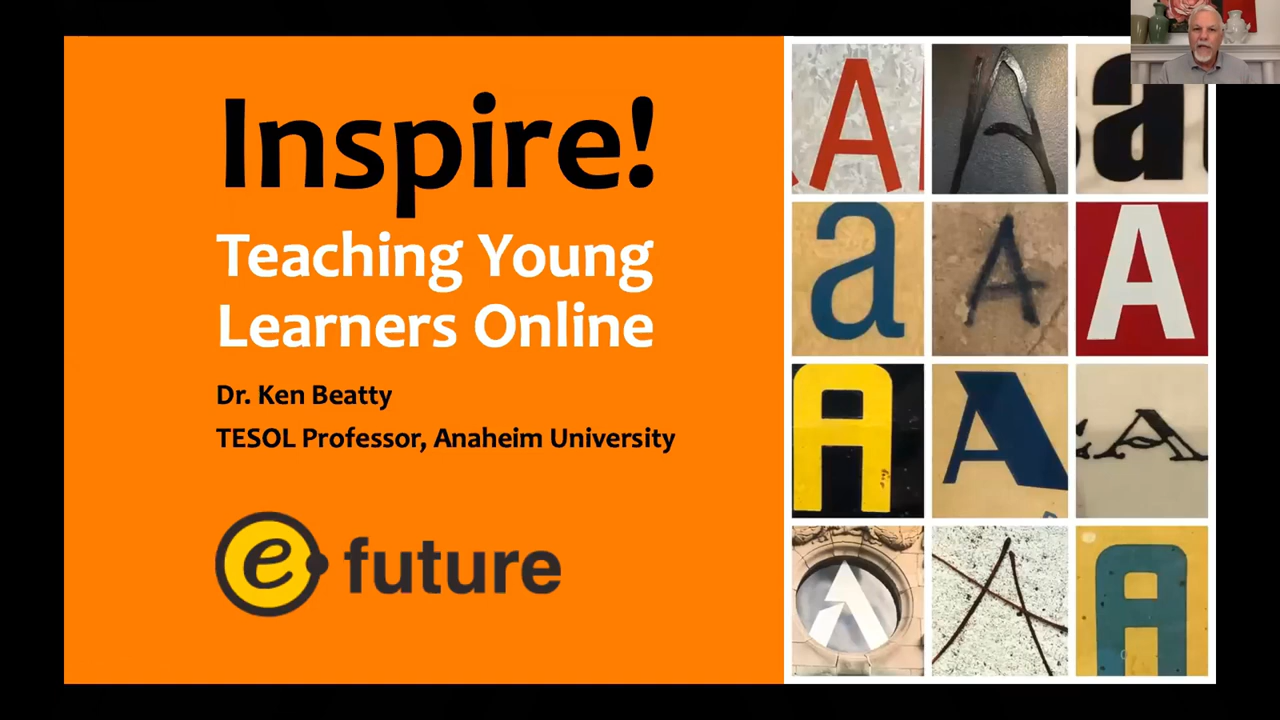 Inspire!
Teaching Young
Learners Online
Dr. Ken Beatty
TESOL Professor, Anaheim University
e future
A
A
a
a
A
A
A
A
A
A
A
A